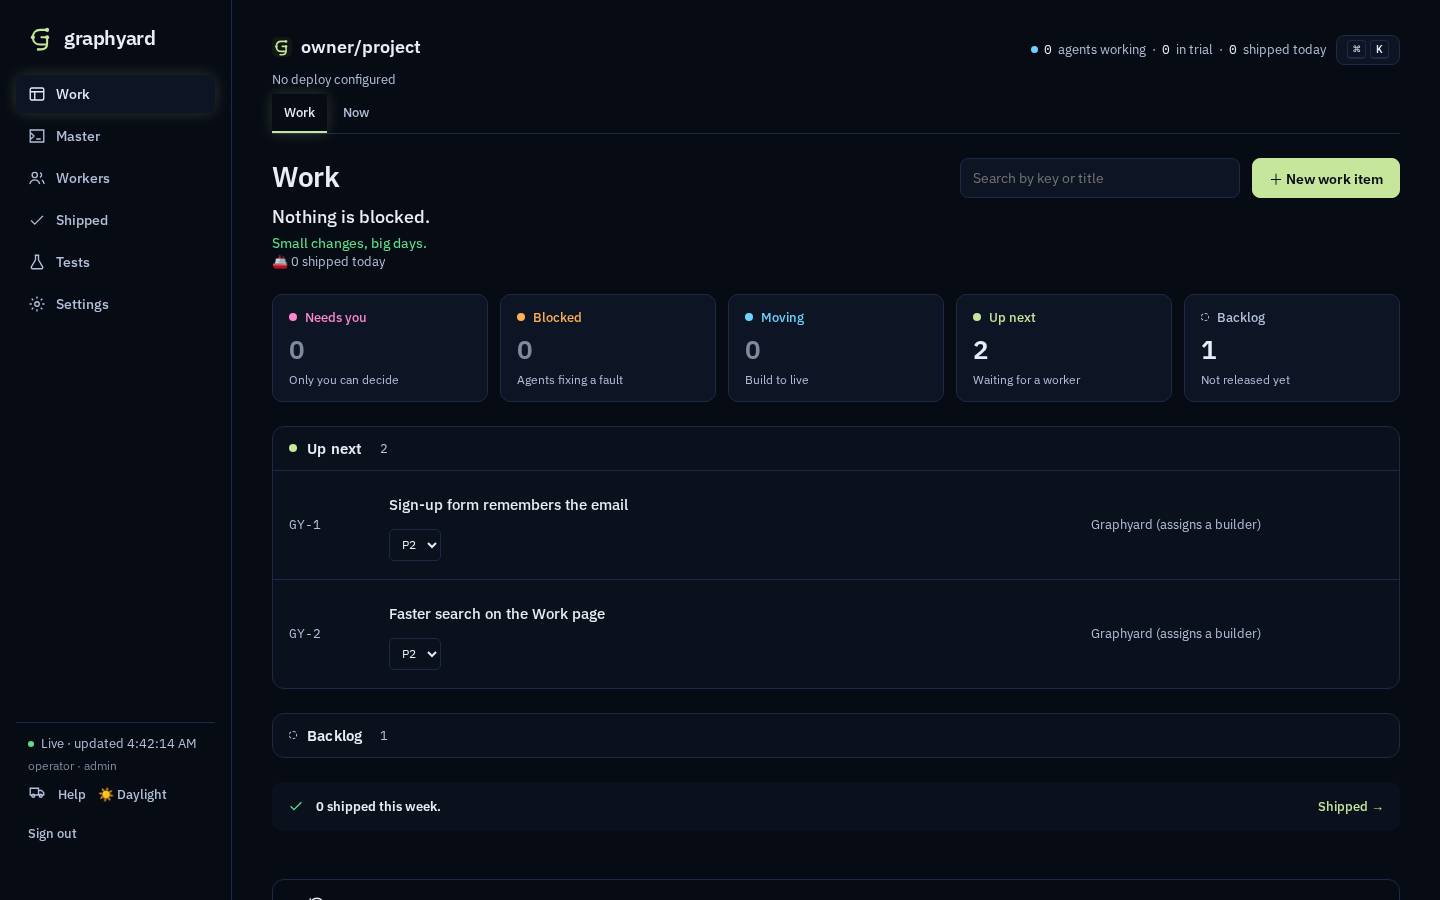 graphyard
Work
Master
Workers
Shipped
Tests
Settings
Live · updated 4:42:14 AM
operator · admin
Help ☀️ Daylight
Sign out
owner/project
0 agents working · 0 in trial · 0 shipped today ⌘ K
No deploy configured
Work Now
Work
Search by key or title
+ New work item
Nothing is blocked.
Small changes, big days.
🚢 0 shipped today
Needs you
0
Only you can decide
Blocked
0
Agents fixing a fault
Moving
0
Build to live
Up next
2
Waiting for a worker
Backlog
1
Not released yet
Up next 2
GY-1
Sign-up form remembers the email
P2
Graphyard (assigns a builder)
GY-2
Faster search on the Work page
P2
Graphyard (assigns a builder)
Backlog 1
0 shipped this week.
Shipped →